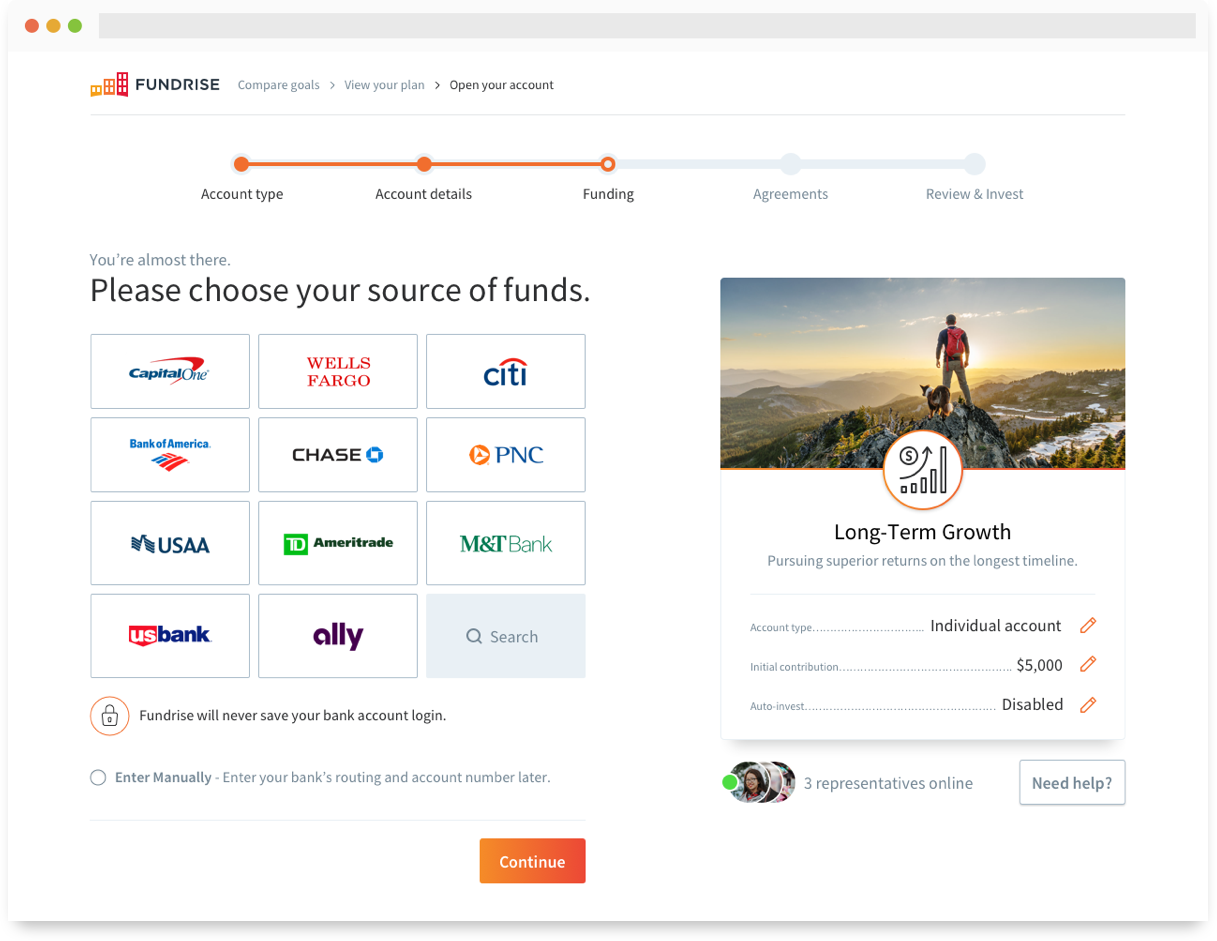 FUNDRISE Compare goals > View your plan > Open your account
Account type Account details Funding Agreements Review & Invest
You're almost there.
Please choose your source of funds.
Capital One
WELLS
FARGO
citi
Bank of America
CHASE
PNC
USAA
TD Ameritrade
M&T Bank
usbank
ally
Search
Fundrise will never save your bank account login.
Enter Manually - Enter your bank's routing and account number later.
Continue
$
Long-Term Growth
Pursuing superior returns on the longest timeline.
Account type............................ Individual account
Initial contribution................................................ $5,000
Auto-invest..................................................... Disabled
3 representatives online
Need help?